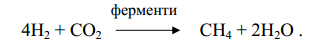 ферменти
4H₂ + CO₂ ⟶ CH₄ + 2H₂O .